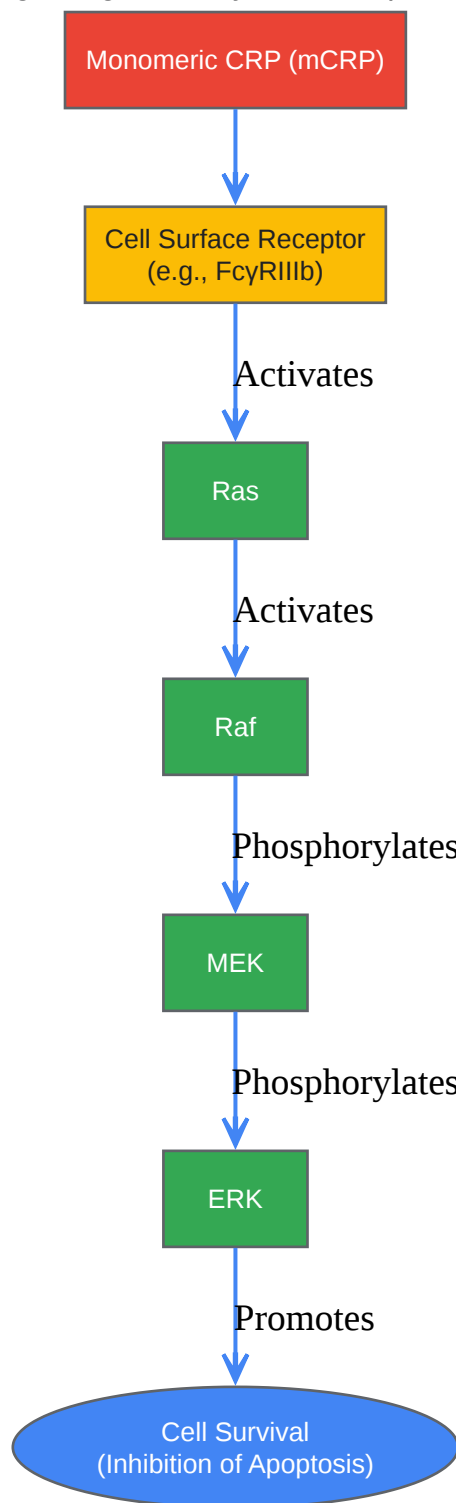 Monomeric CRP (mCRP)
Cell Surface Receptor
(e.g., FcγRIIIb)
Activates
Ras
Activates
Raf
Phosphorylates
MEK
Phosphorylates
ERK
Promotes
Cell Survival
(Inhibition of Apoptosis)